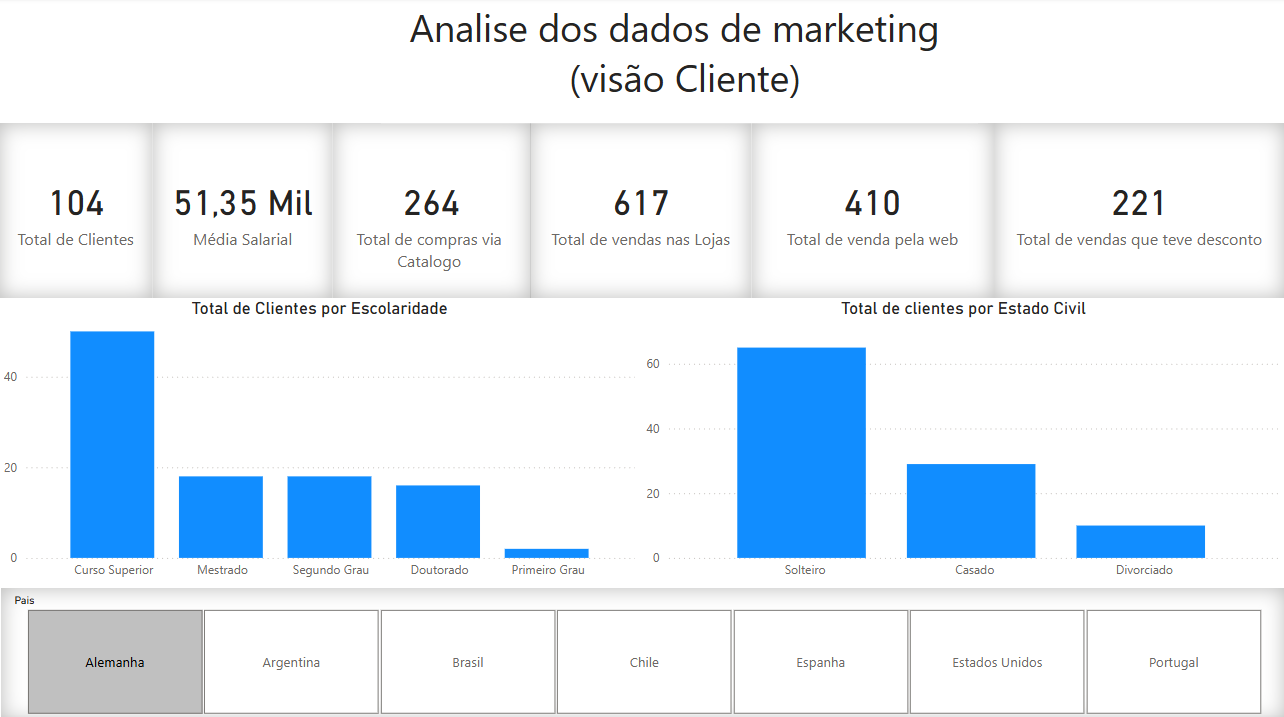 Analise dos dados de marketing
(visão Cliente)
104
Total de Clientes
51,35 Mil
Média Salarial
264
Total de compras via
Catalogo
617
Total de vendas nas Lojas
410
Total de venda pela web
221
Total de vendas que teve desconto
Total de Clientes por Escolaridade
40
20
0
Curso Superior
Mestrado
Segundo Grau
Doutorado
Primeiro Grau
Total de clientes por Estado Civil
60
40
20
0
Solteiro
Casado
Divorciado
Pais
Alemanha
Argentina
Brasil
Chile
Espanha
Estados Unidos
Portugal